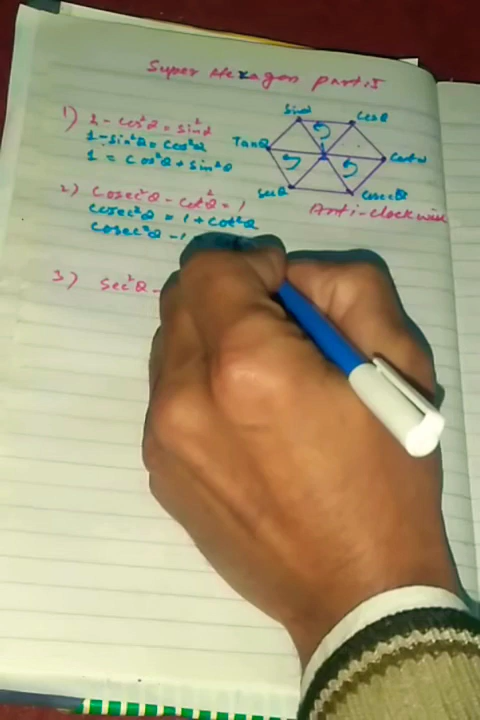 Super Hexagon part.I
1) 1 - cos²θ = sin²θ
1 - sin²θ = cos²θ
1 = cos²θ + sin²θ
sinθ
cosθ
Tanθ
1
cotθ
secθ
cosecθ
Anti-clockwise
2) cosec²θ - cot²θ = 1
cosec²θ = 1 + cot²θ
cosec²θ - 1
3) sec²θ -